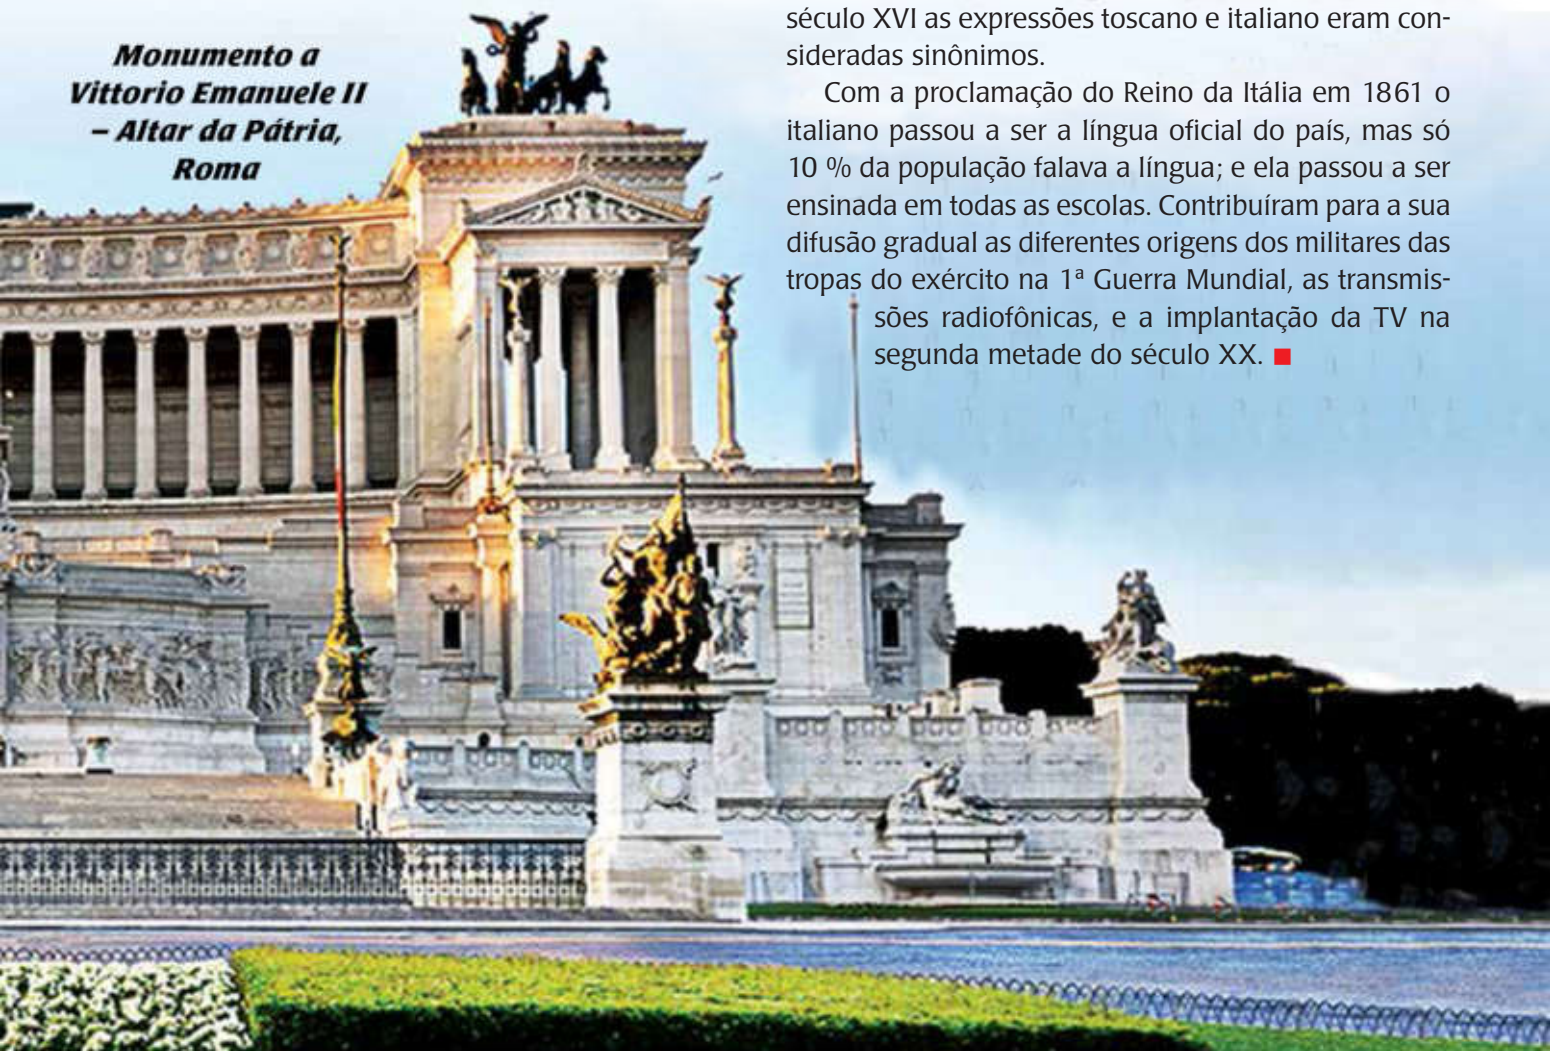 Monumento a
Vittorio Emanuele II
– Altar da Pátria,
Roma
século XVI as expressões toscano e italiano eram con-
sideradas sinônimos.
Com a proclamação do Reino da Itália em 1861 o
italiano passou a ser a língua oficial do país, mas só
10 % da população falava a língua; e ela passou a ser
ensinada em todas as escolas. Contribuíram para a sua
difusão gradual as diferentes origens dos militares das
tropas do exército na 1ª Guerra Mundial, as transmis-
sões radiofônicas, e a implantação da TV na
segunda metade do século XX. ■